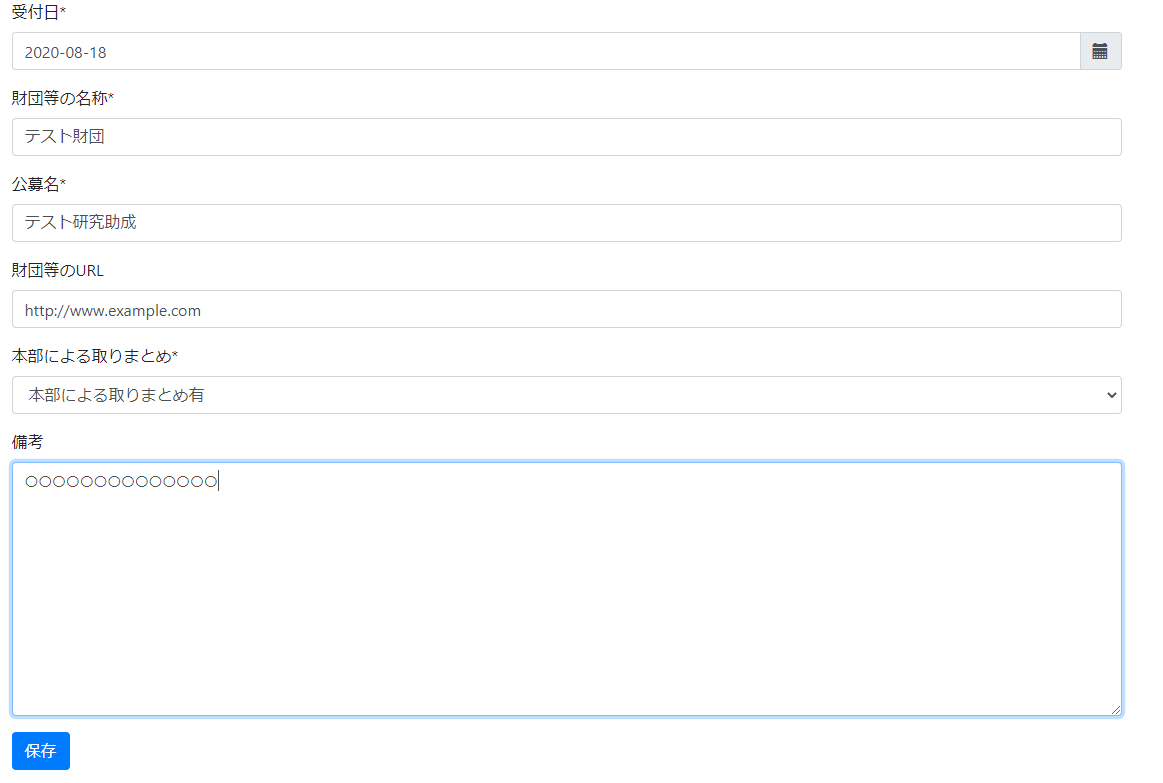 受付日*
2020-08-18
財団等の名称*
テスト財団
公募名*
テスト研究助成
財団等のURL
http://www.example.com
本部による取りまとめ*
本部による取りまとめ有
備考
○○○○○○○○○○○○○○
保存